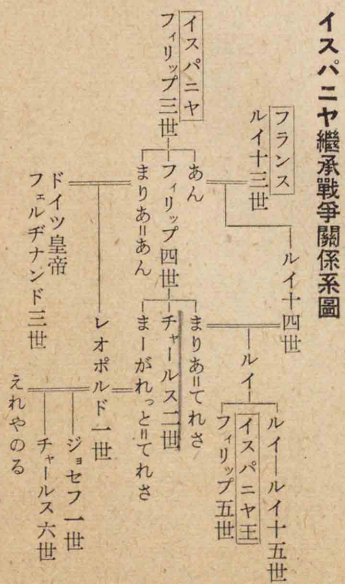 イスパニヤ繼承戰爭關係系圖
フランス
ルイ十三世
ルイ十四世
ルイ
ルイ
ルイ十五世
イスパニヤ王
フィリップ五世
イスパニヤ
フィリップ三世
あん
フィリップ四世
まりあ=あん
まりあ=てれさ
チャールス二世
まーがれっと=てれさ
ドイツ皇帝
フェルヂナンド三世
レオポルド一世
ジョセフ一世
チャールス六世
えれやのる